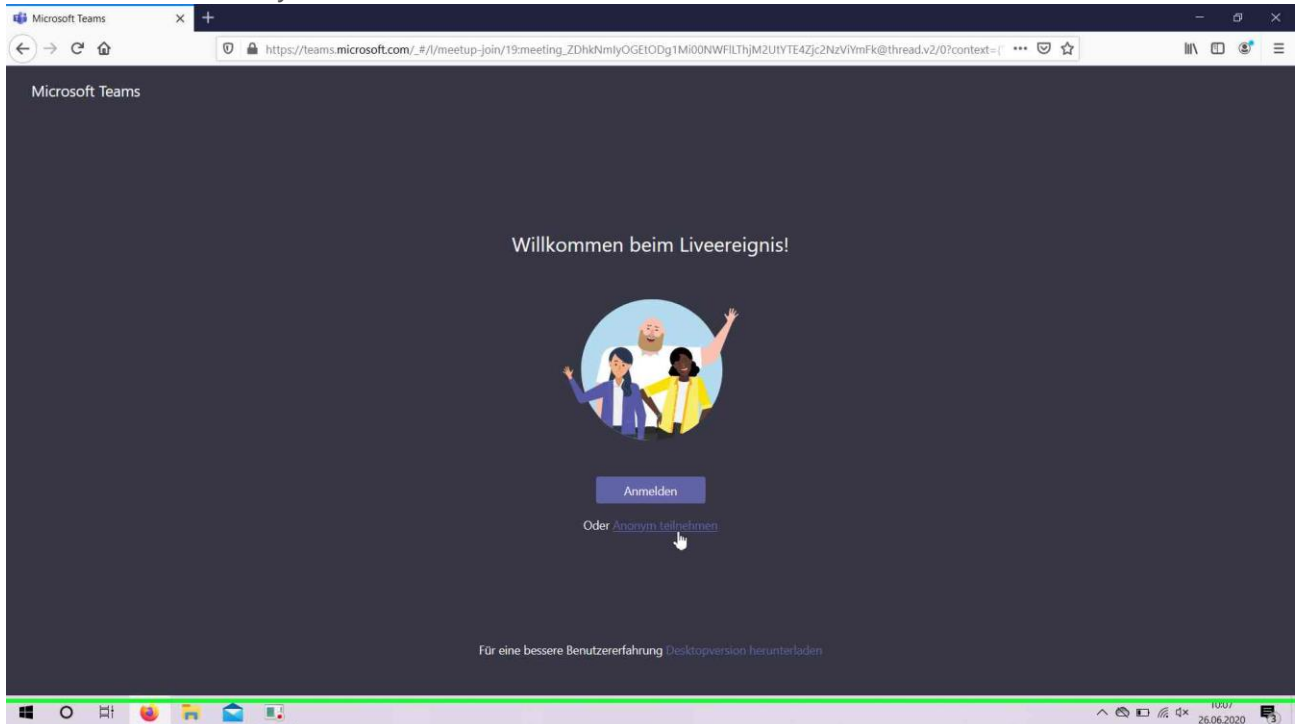 Microsoft Teams
https://teams.microsoft.com/_#/l/meetup-join/19:meeting_ZDhkNmIyOGEtODg1Mi00NWFlLThjM2UtYTE4Zjc2NzViYmFk@thread.v2/0?context={
Microsoft Teams
Willkommen beim Liveereignis!
Anmelden
Oder Anonym teilnehmen
Für eine bessere Benutzererfahrung Desktopversion herunterladen
10:07
26.06.2020
3